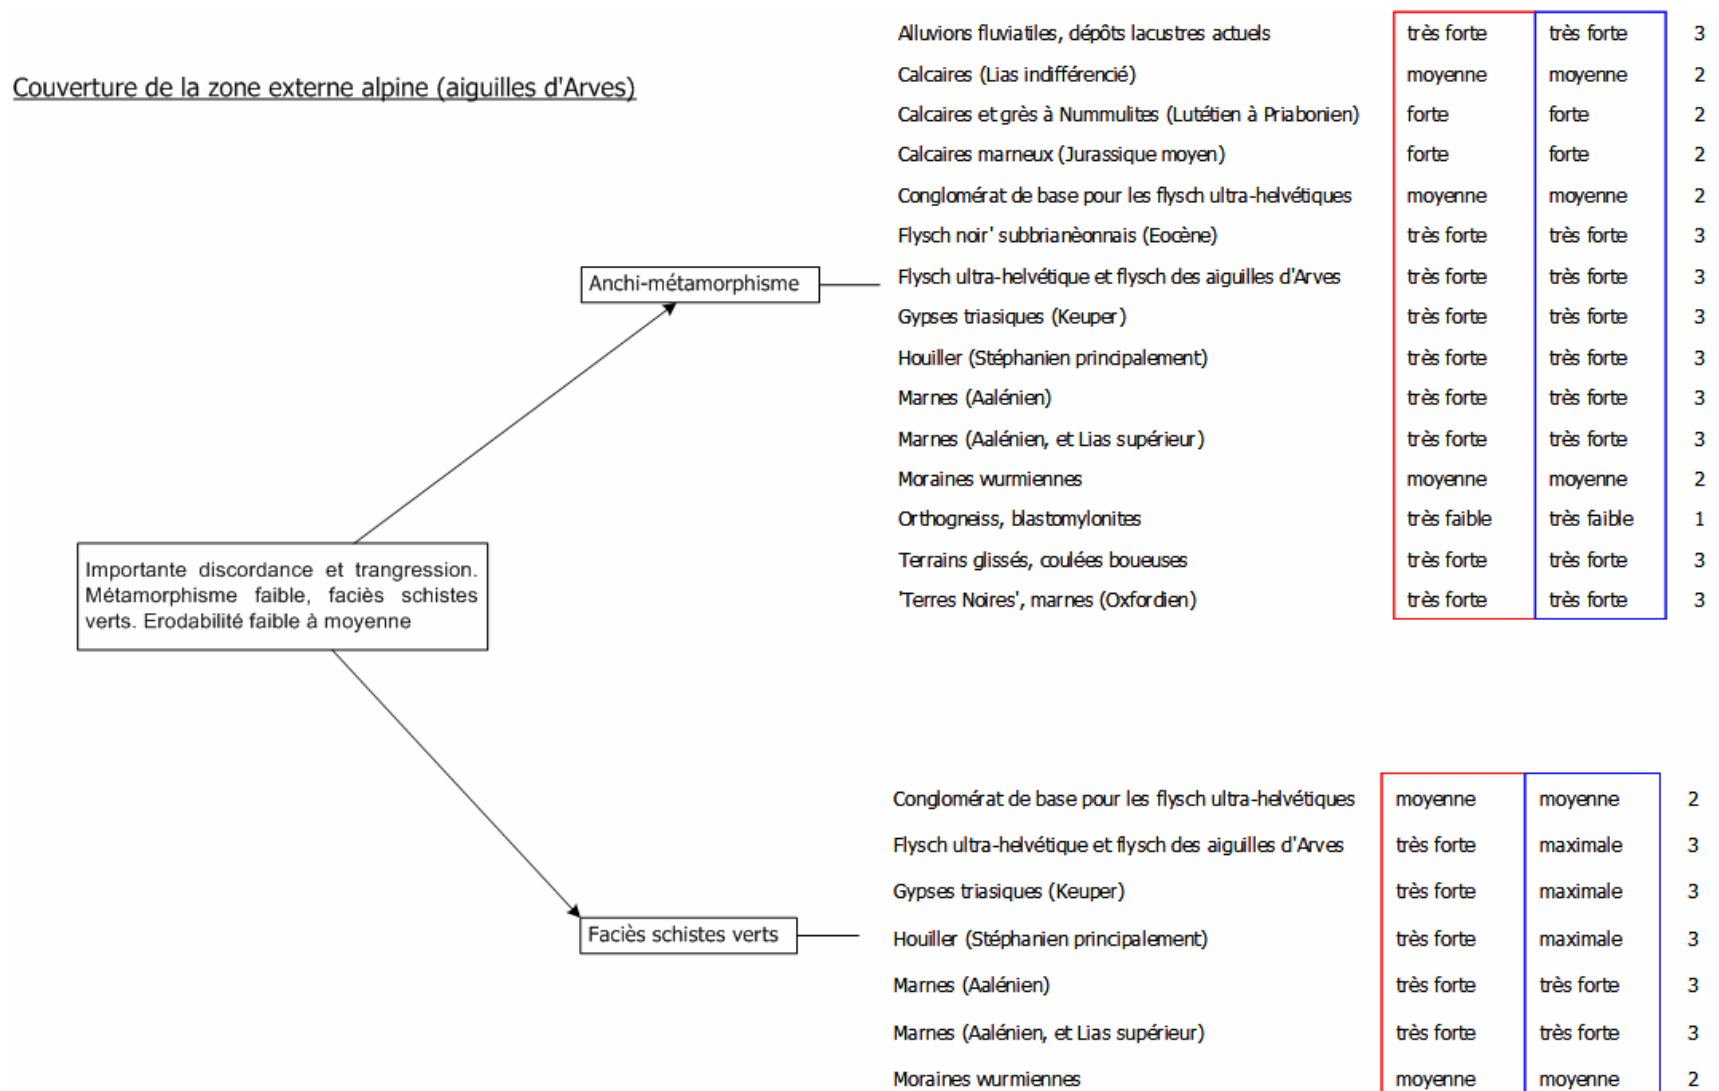 Couverture de la zone externe alpine (aiguilles d'Arves)
Alluvions fluviatiles, dépôts lacustres actuels très forte très forte 3
Calcaires (Lias indifférencié) moyenne moyenne 2
Calcaires et grès à Nummulites (Lutétien à Priabonien) forte forte 2
Calcaires marneux (Jurassique moyen) forte forte 2
Conglomérat de base pour les flysch ultra-helvétiques moyenne moyenne 2
Flysch noir' subbrianèonnais (Eocène) très forte très forte 3
Anchi-métamorphisme
Flysch ultra-helvétique et flysch des aiguilles d'Arves très forte très forte 3
Gypses triasiques (Keuper) très forte très forte 3
Houiller (Stéphanien principalement) très forte très forte 3
Marnes (Aalénien) très forte très forte 3
Marnes (Aalénien, et Lias supérieur) très forte très forte 3
Moraines wurmiennes moyenne moyenne 2
Orthogneiss, blastomylonites très faible très faible 1
Terrains glissés, coulées boueuses très forte très forte 3
'Terres Noires', marnes (Oxfordien) très forte très forte 3
Importante discordance et trangression.
Métamorphisme faible, faciès schistes
verts. Erodabilité faible à moyenne
Conglomérat de base pour les flysch ultra-helvétiques moyenne moyenne 2
Flysch ultra-helvétique et flysch des aiguilles d'Arves très forte maximale 3
Gypses triasiques (Keuper) très forte maximale 3
Faciès schistes verts
Houiller (Stéphanien principalement) très forte maximale 3
Marnes (Aalénien) très forte très forte 3
Marnes (Aalénien, et Lias supérieur) très forte très forte 3
Moraines wurmiennes moyenne moyenne 2